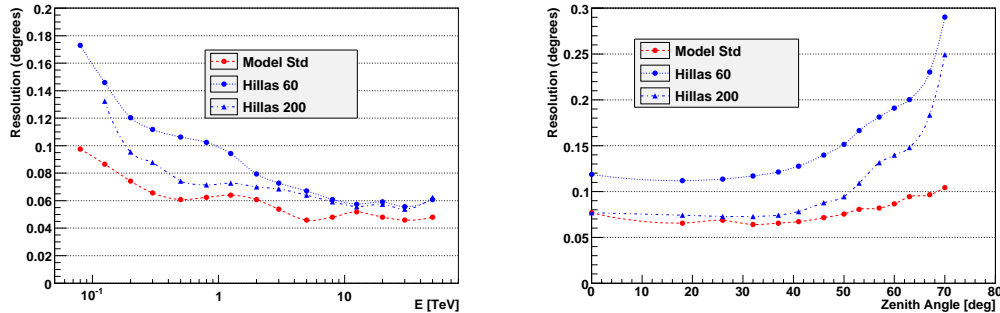 Resolution (degrees)
0.2
0.18
0.16
0.14
0.12
0.1
0.08
0.06
0.04
0.02
0
Model Std
Hillas 60
Hillas 200
10-1
1
10
E [TeV]
Resolution (degrees)
0.3
0.25
0.2
0.15
0.1
0.05
0
Model Std
Hillas 60
Hillas 200
0 10 20 30 40 50 60 70 80
Zenith Angle [deg]